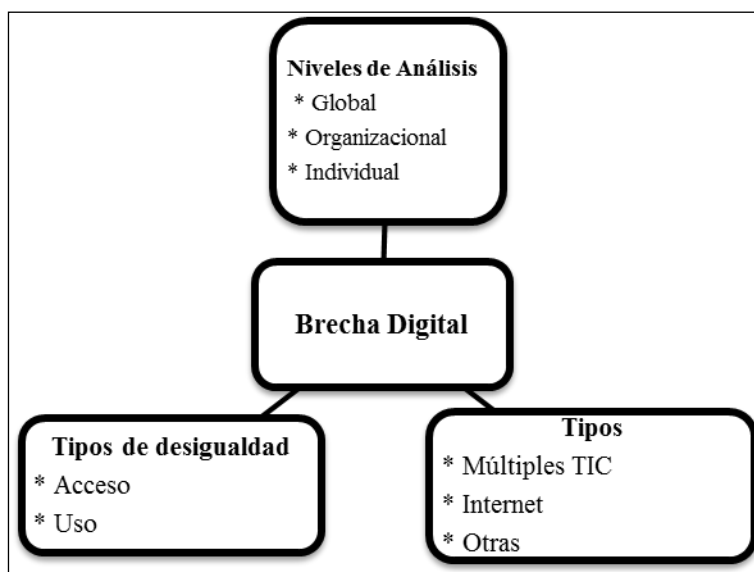 Niveles de Análisis
* Global
* Organizacional
* Individual
Brecha Digital
Tipos de desigualdad
* Acceso
* Uso
Tipos
* Múltiples TIC
* Internet
* Otras